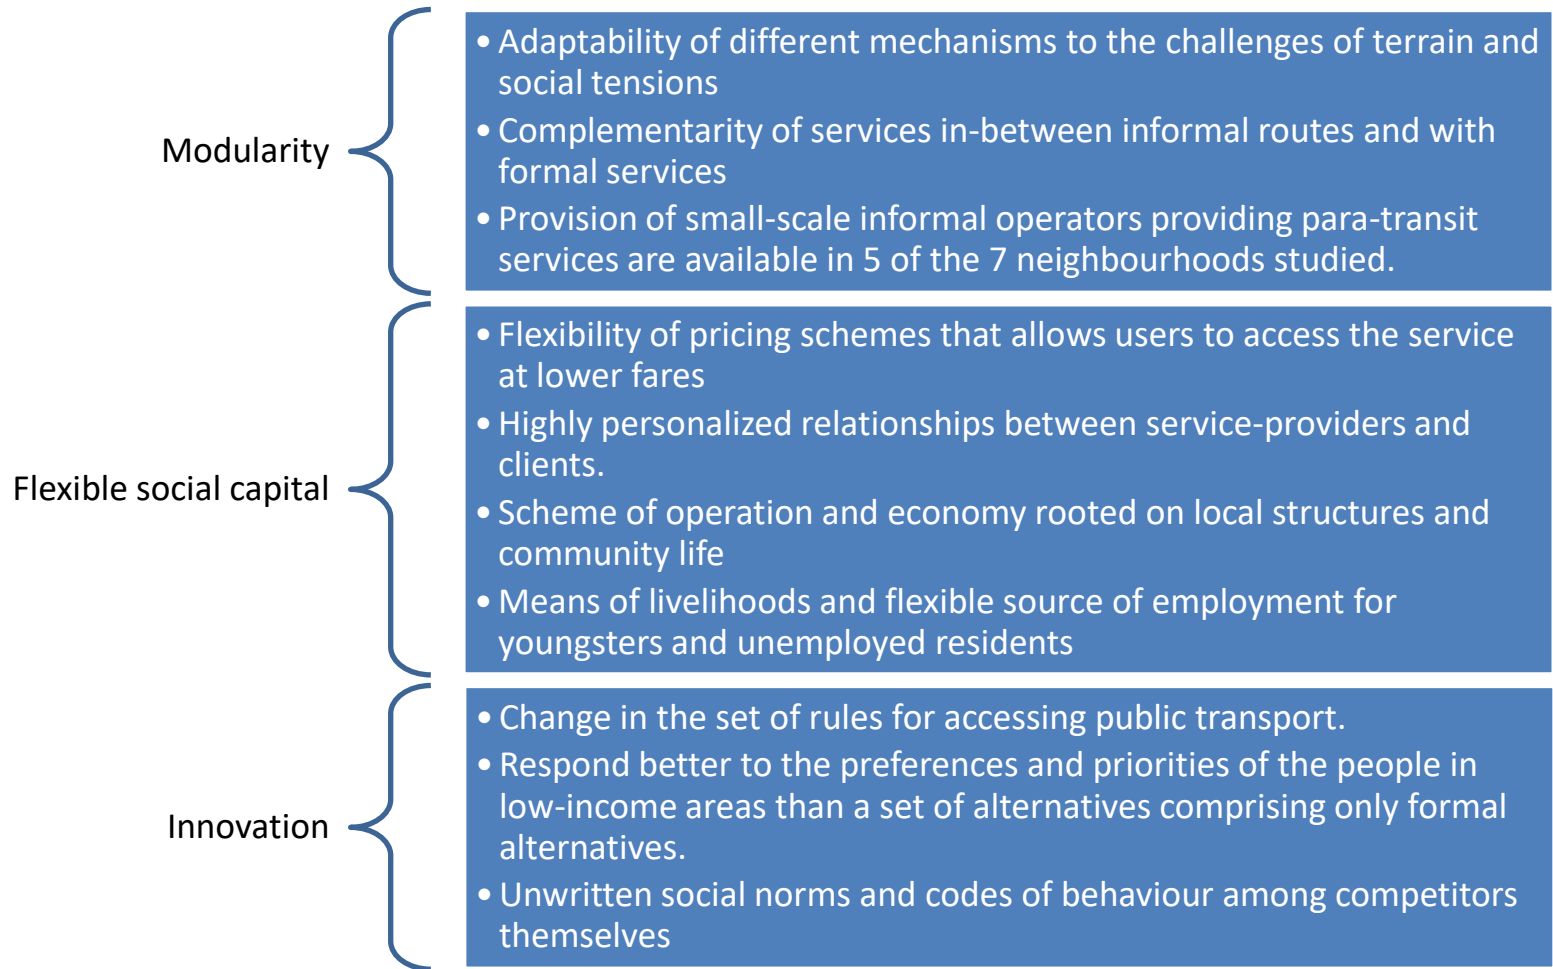 Modularity
• Adaptability of different mechanisms to the challenges of terrain and
social tensions
• Complementarity of services in-between informal routes and with
formal services
• Provision of small-scale informal operators providing para-transit
services are available in 5 of the 7 neighbourhoods studied.
Flexible social capital
• Flexibility of pricing schemes that allows users to access the service
at lower fares
• Highly personalized relationships between service-providers and
clients.
• Scheme of operation and economy rooted on local structures and
community life
• Means of livelihoods and flexible source of employment for
youngsters and unemployed residents
Innovation
• Change in the set of rules for accessing public transport.
• Respond better to the preferences and priorities of the people in
low-income areas than a set of alternatives comprising only formal
alternatives.
• Unwritten social norms and codes of behaviour among competitors
themselves